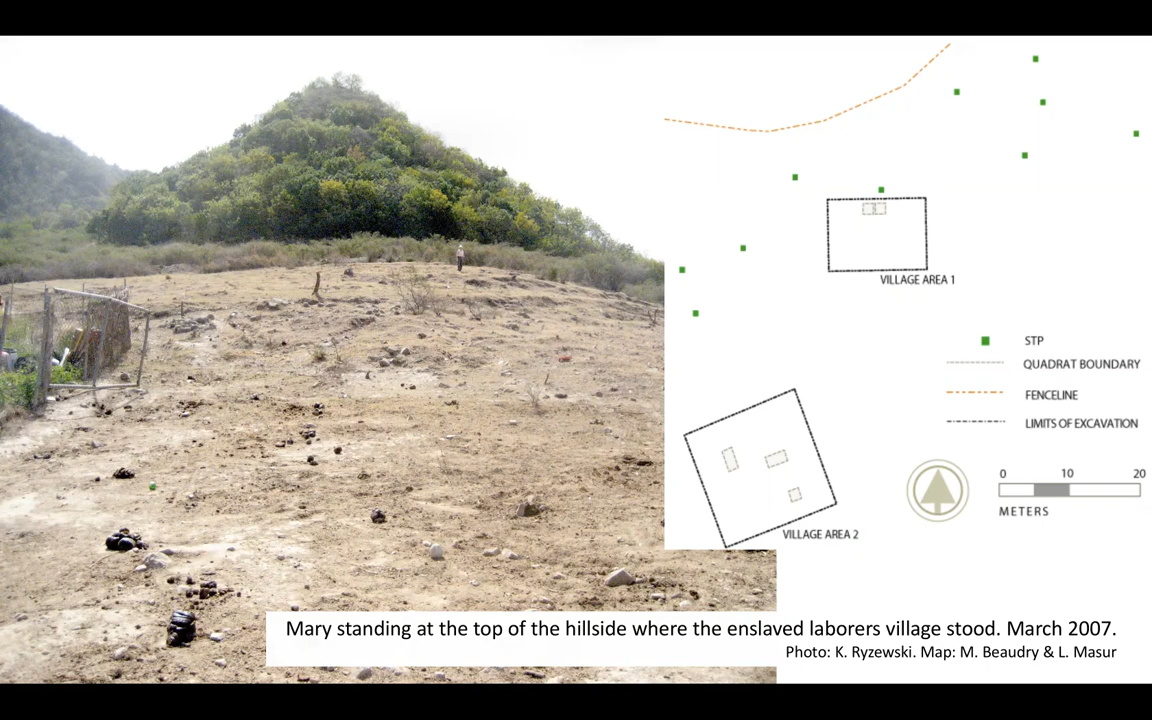 VILLAGE AREA 1
STP
QUADRAT BOUNDARY
FENCELINE
LIMITS OF EXCAVATION
0 10 20
METERS
VILLAGE AREA 2
Mary standing at the top of the hillside where the enslaved laborers village stood. March 2007.
Photo: K. Ryzewski. Map: M. Beaudry & L. Masur